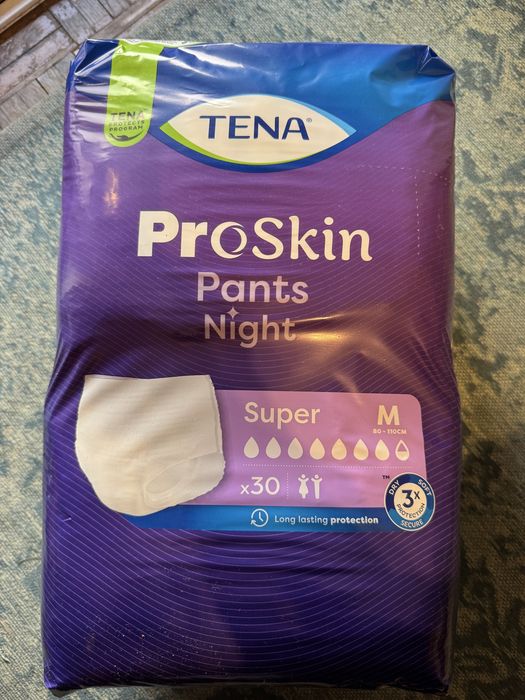 TENA
PROTECTS
PROGRAM
TENA®
ProSkin
Pants
Night
Super
M
80 - 110CM
x30
Long lasting protection
™
DRY SOFT
3x
PROTECTION
SECURE